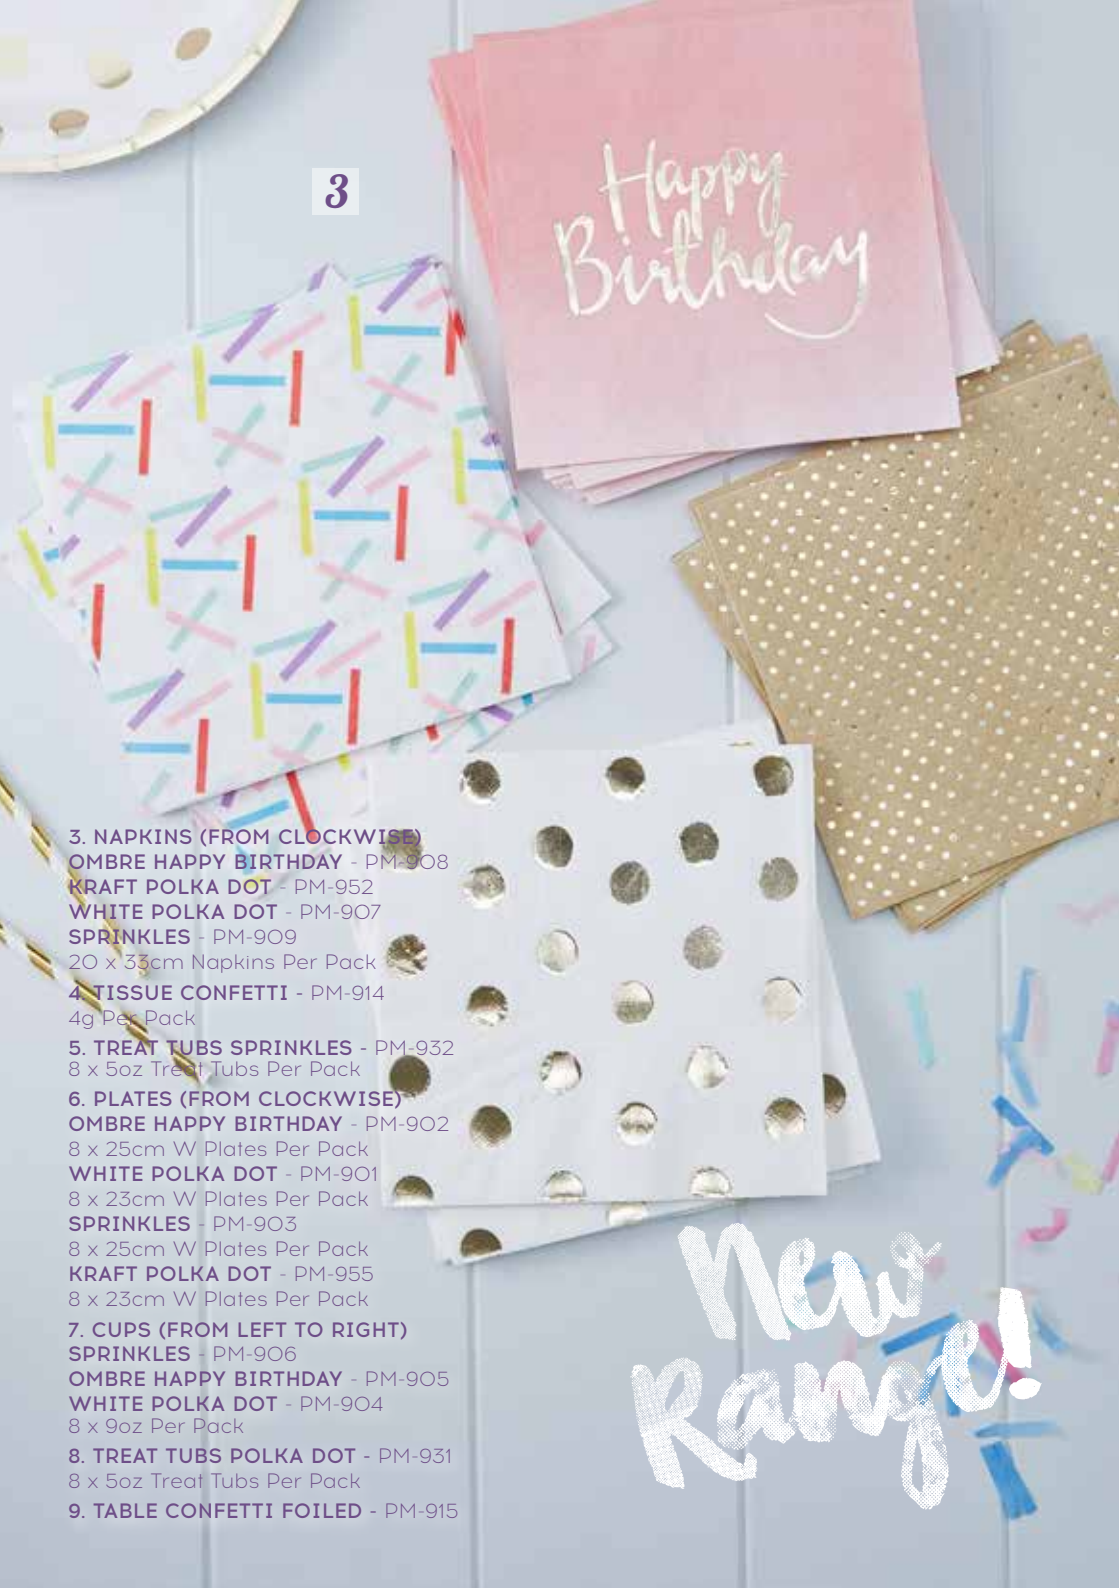 3
Happy
Birthday
3. NAPKINS (FROM CLOCKWISE)
OMBRE HAPPY BIRTHDAY - PM-908
KRAFT POLKA DOT - PM-952
WHITE POLKA DOT - PM-907
SPRINKLES - PM-909
20 x 33cm Napkins Per Pack
4. TISSUE CONFETTI - PM-914
4g Per Pack
5. TREAT TUBS SPRINKLES - PM-932
8 x 5oz Treat Tubs Per Pack
6. PLATES (FROM CLOCKWISE)
OMBRE HAPPY BIRTHDAY - PM-902
8 x 25cm W Plates Per Pack
WHITE POLKA DOT - PM-901
8 x 23cm W Plates Per Pack
SPRINKLES - PM-903
8 x 25cm W Plates Per Pack
KRAFT POLKA DOT - PM-955
8 x 23cm W Plates Per Pack
7. CUPS (FROM LEFT TO RIGHT)
SPRINKLES - PM-906
OMBRE HAPPY BIRTHDAY - PM-905
WHITE POLKA DOT - PM-904
8 x 9oz Per Pack
8. TREAT TUBS POLKA DOT - PM-931
8 x 5oz Treat Tubs Per Pack
9. TABLE CONFETTI FOILED - PM-915
New
Range!